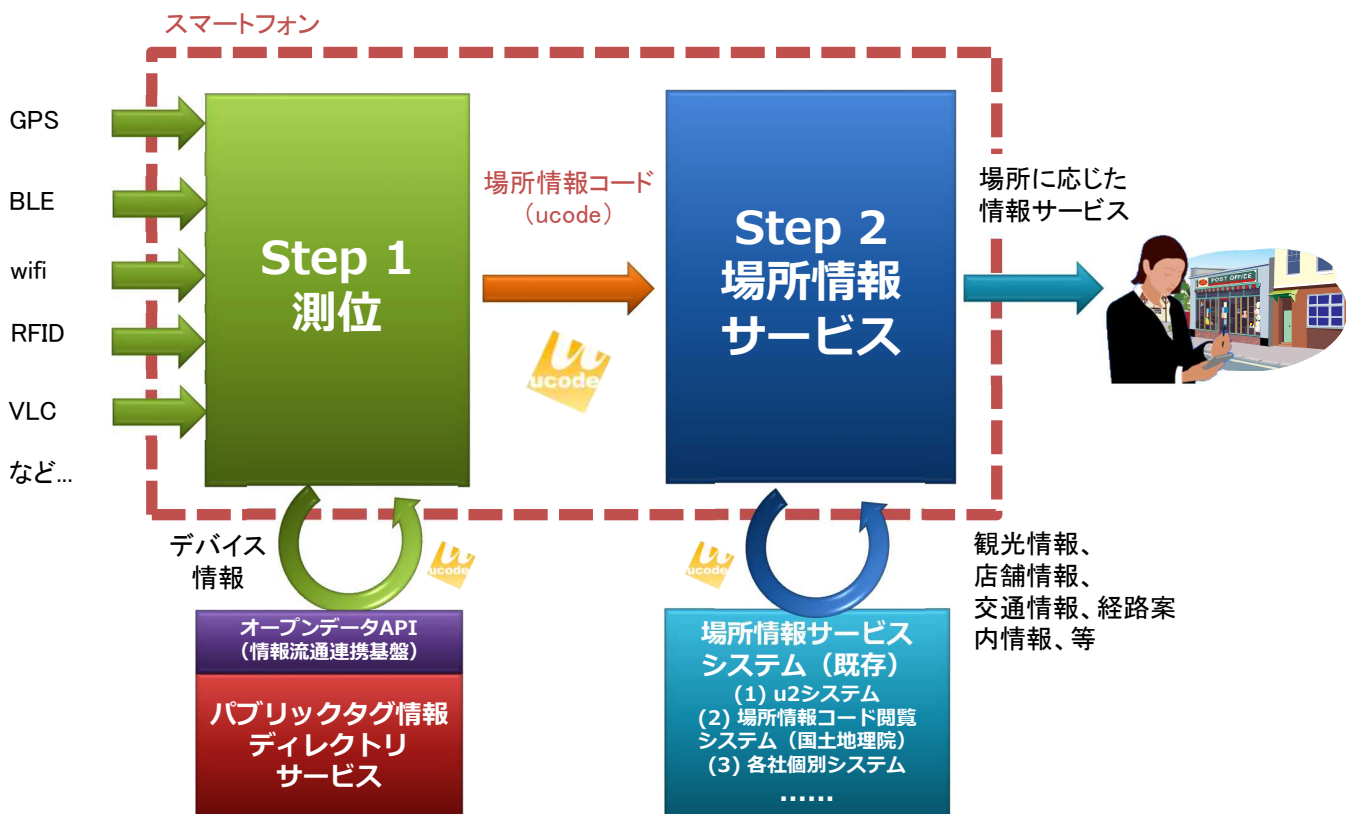 スマートフォン
GPS
BLE
wifi
RFID
VLC
など…
Step 1
測位
場所情報コード
（ucode）
ucode
Step 2
場所情報
サービス
場所に応じた
情報サービス
POST OFFICE
デバイス
情報
ucode
オープンデータAPI
（情報流通連携基盤）
パブリックタグ情報
ディレクトリ
サービス
ucode
場所情報サービス
システム（既存）
(1) u2システム
(2) 場所情報コード閲覧
システム（国土地理院）
(3) 各社個別システム
……
観光情報、
店舗情報、
交通情報、経路案
内情報、等